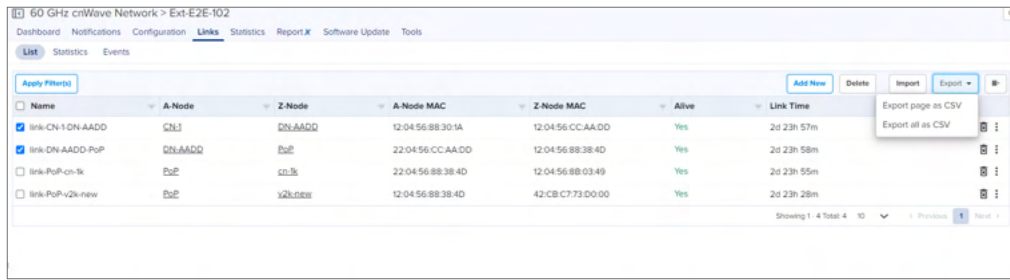 60 GHz cnWave Network > Ext-E2E-102
Dashboard Notifications Configuration Links Statistics Report X Software Update Tools
List Statistics Events
Apply Filter(s) Add New Delete Import Export
Name A-Node Z-Node A-Node MAC Z-Node MAC Alive Link Time
Export page as CSV
Export all as CSV
link-CN-1-DN-AADD CN-1 DN-AADD 12:04:56:88:30:1A 12:04:56:CC:AA:DD Yes 2d 23h 57m
link-DN-AADD-PoP DN-AADD PoP 22:04:56:CC:AA:DD 12:04:56:88:38:4D Yes 2d 23h 58m
link-PoP-cn-1k PoP cn-1k 22:04:56:88:38:4D 12:04:56:8B:03:49 Yes 2d 23h 55m
link-PoP-v2k-new PoP v2k-new 12:04:56:88:38:4D 42:CB:C7:73:D0:00 Yes 2d 23h 28m
Showing 1 - 4 Total: 4 10 < Previous 1 Next >